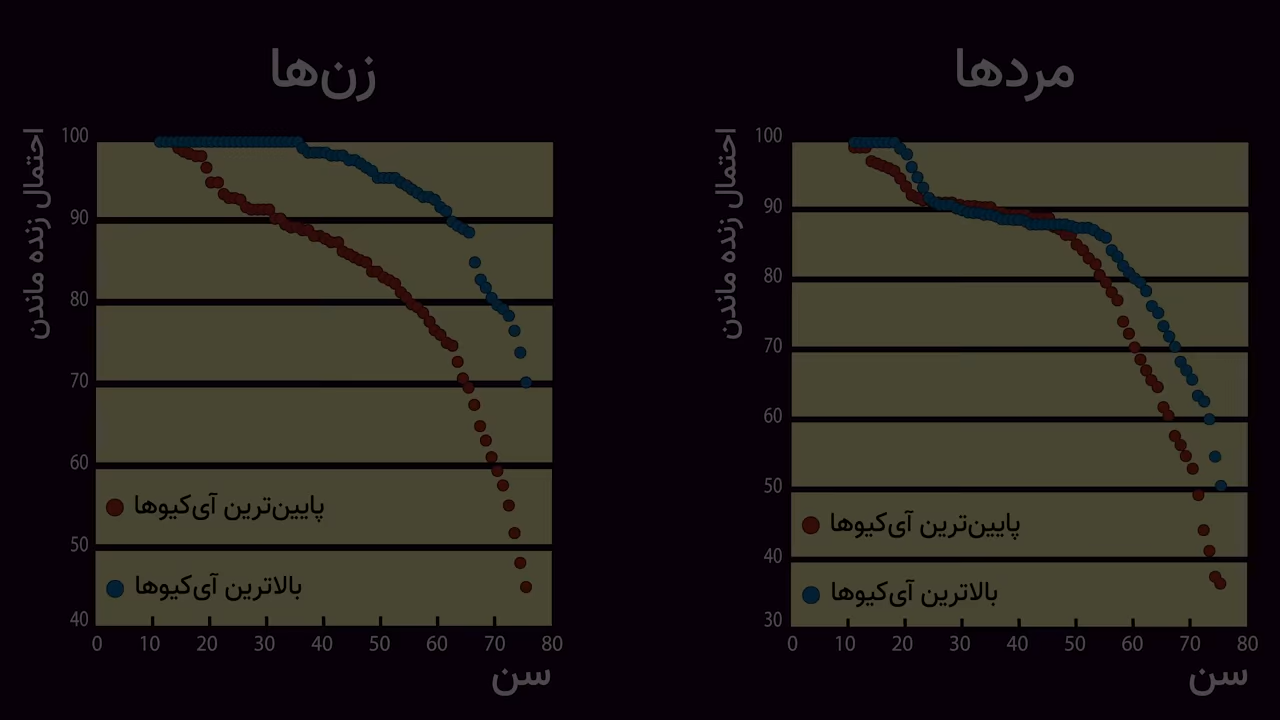 مردها
احتمال زنده ماندن
100
90
80
70
60
50
40
30
پایین‌ترین آی‌کیوها
بالاترین آی‌کیوها
0 10 20 30 40 50 60 70 80
سن
زن‌ها
احتمال زنده ماندن
100
90
80
70
60
50
40
پایین‌ترین آی‌کیوها
بالاترین آی‌کیوها
0 10 20 30 40 50 60 70 80
سن